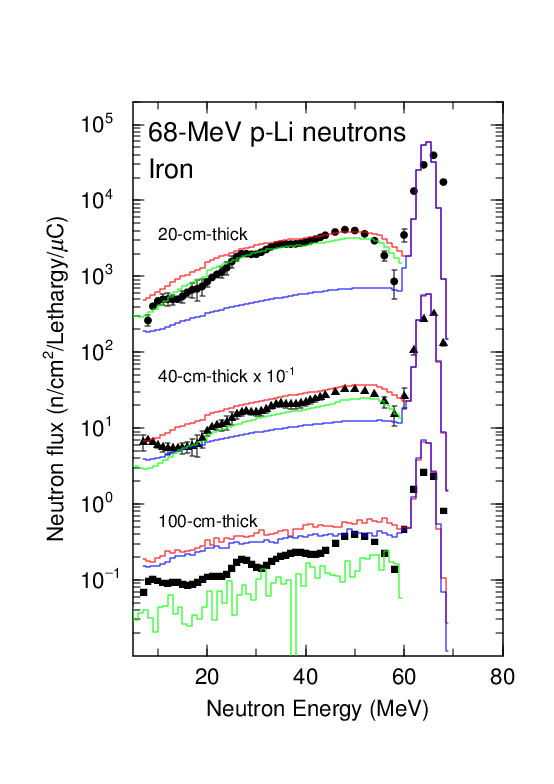 68-MeV p-Li neutrons
Iron
20-cm-thick
40-cm-thick x 10⁻¹
100-cm-thick
10⁵
10⁴
10³
10²
10¹
10⁰
10⁻¹
Neutron flux (n/cm²/Lethargy/μC)
20 40 60 80
Neutron Energy (MeV)